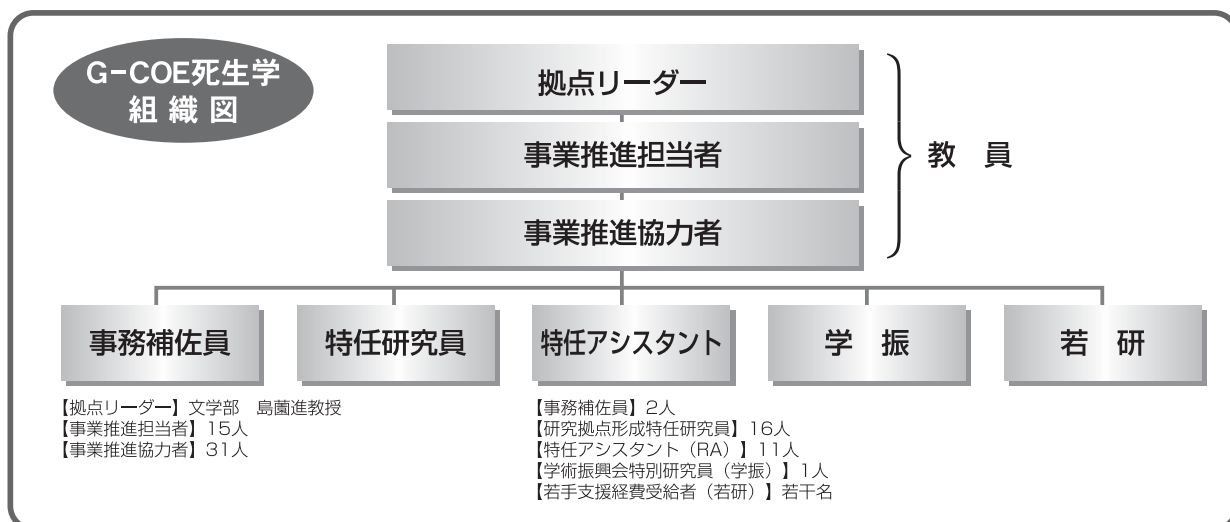 G-COE死生学
組 織 図
拠点リーダー
事業推進担当者
事業推進協力者
教　員
事務補佐員
特任研究員
特任アシスタント
学　振
若　研
【拠点リーダー】文学部　島薗進教授
【事業推進担当者】15人
【事業推進協力者】31人
【事務補佐員】2人
【研究拠点形成特任研究員】16人
【特任アシスタント（RA）】11人
【学術振興会特別研究員（学振）】1人
【若手支援経費受給者（若研）】若干名